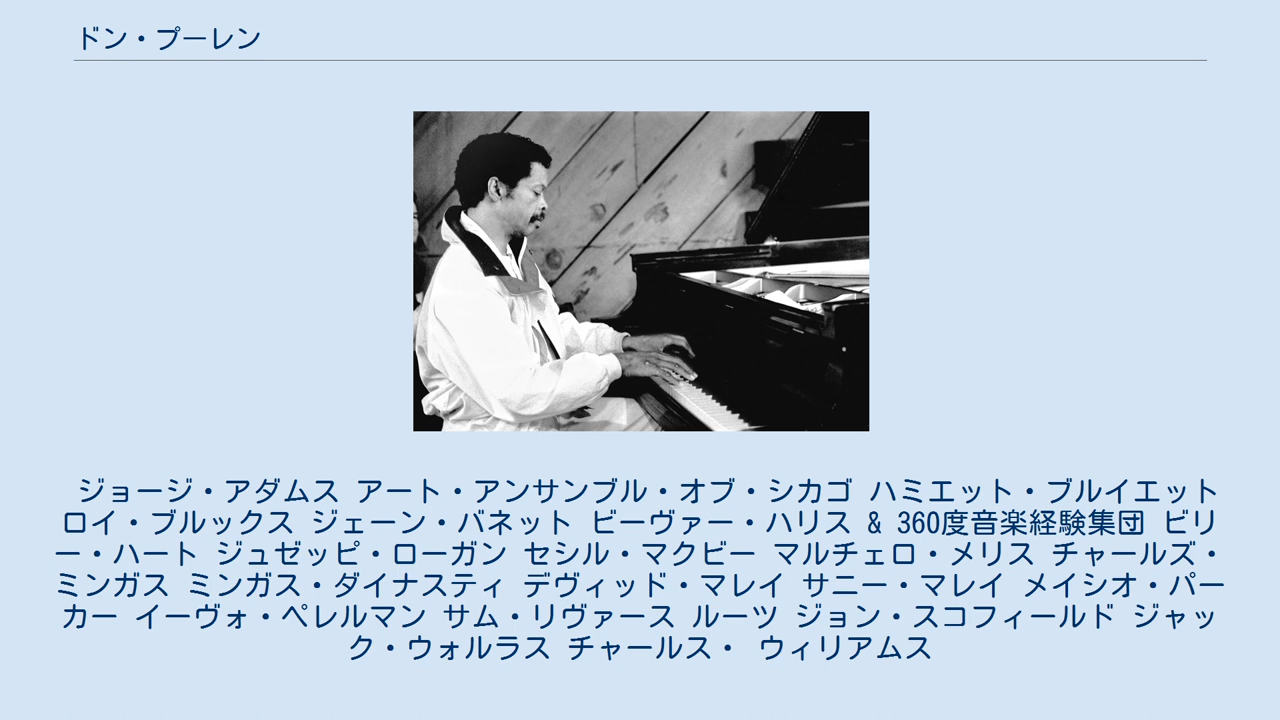 ドン・プーレン
ジョージ・アダムス アート・アンサンブル・オブ・シカゴ ハミエット・ブルイエット
ロイ・ブルックス ジェーン・バネット ビーヴァー・ハリス & 360度音楽経験集団 ビリ
ー・ハート ジュゼッピ・ローガン セシル・マクビー マルチェロ・メリス チャールズ・
ミンガス ミンガス・ダイナスティ デヴィッド・マレイ サニー・マレイ メイシオ・パー
カー イーヴォ・ペレルマン サム・リヴァース ルーツ ジョン・スコフィールド ジャッ
ク・ウォルラス チャールス・ ウィリアムス